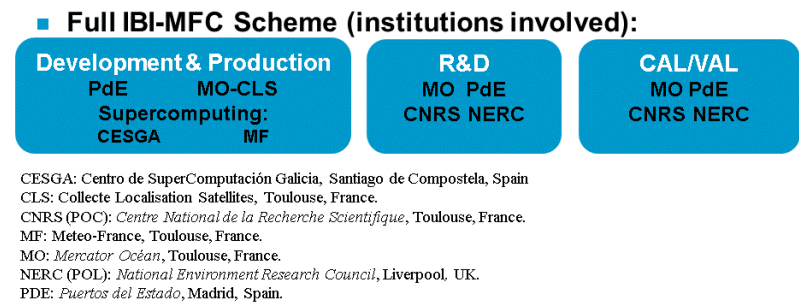 Full IBI-MFC Scheme (institutions involved):
Development & Production
PdE MO-CLS
Supercomputing:
CESGA MF
R&D
MO PdE
CNRS NERC
CAL/VAL
MO PdE
CNRS NERC
CESGA: Centro de SuperComputación Galicia, Santiago de Compostela, Spain
CLS: Collecte Localisation Satellites, Toulouse, France.
CNRS (POC): Centre National de la Recherche Scientifique, Toulouse, France.
MF: Meteo-France, Toulouse, France.
MO: Mercator Océan, Toulouse, France.
NERC (POL): National Environment Research Council, Liverpool, UK.
PDE: Puertos del Estado, Madrid, Spain.